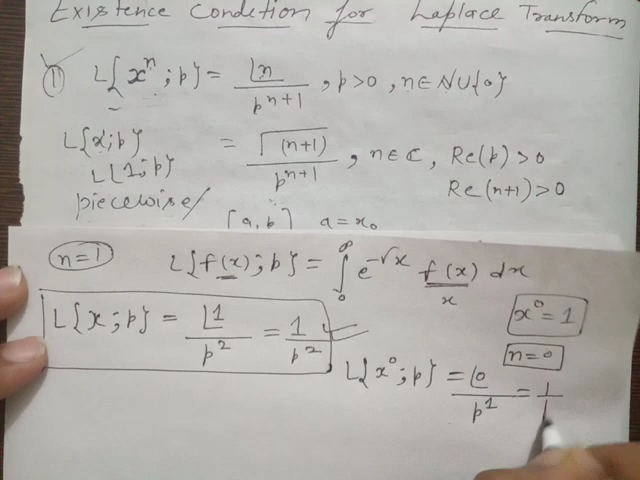 Existence Condition for Laplace Transform
① L{x^n ; p} = ⌊n / p^{n+1} , p>0 , n∈NU{0}
L{x;p} = Γ(n+1) / p^{n+1} , n∈C, Re(p)>0
L{1;p} Re(n+1)>0
piecewise/ [a,b] a=x₀
n=1 L{f(x);p} = ∫₀^∞ e^{-√x} f(x) dx
x
L{x;p} = ⌊1 / p² = 1 / p²
x⁰=1
n=0
L{x⁰;p} = ⌊0 / p¹ = 1